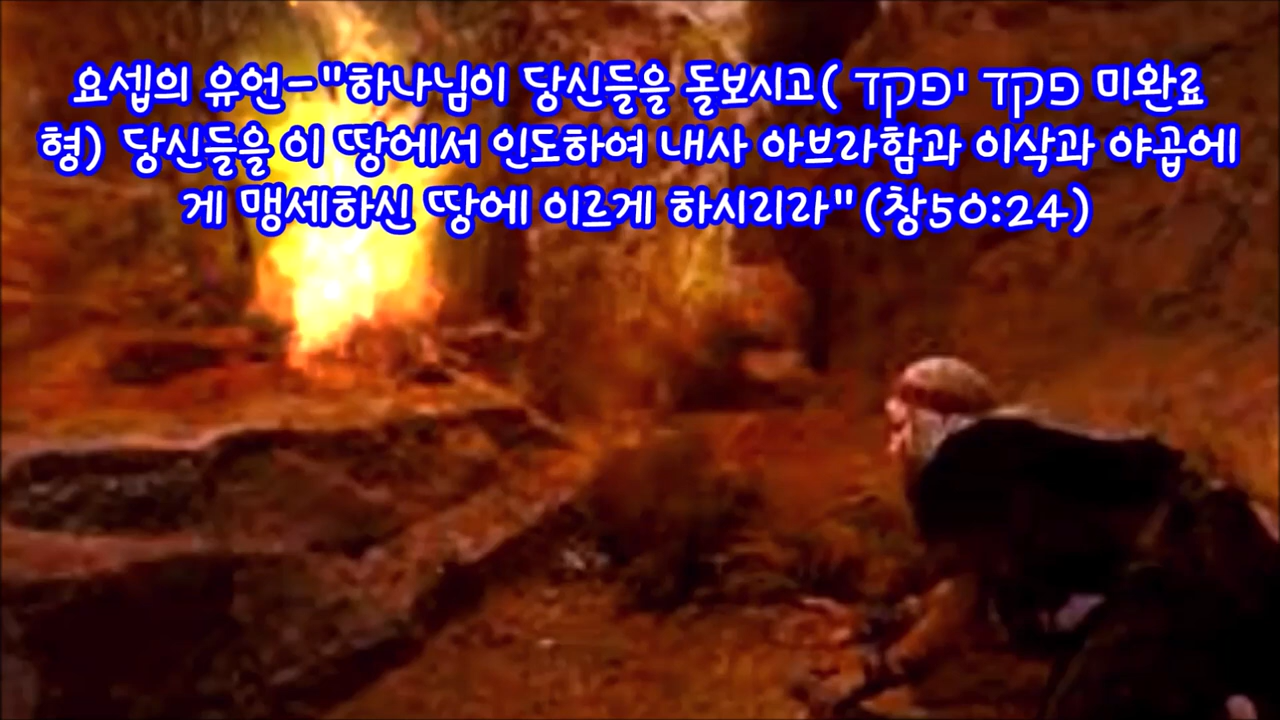 요셉의 유언-"하나님이 당신들을 돌보시고( פקד יפקד 미완료
형) 당신들을 이 땅에서 인도하여 내사 아브라함과 이삭과 야곱에
게 맹세하신 땅에 이르게 하시리라"(창50:24)